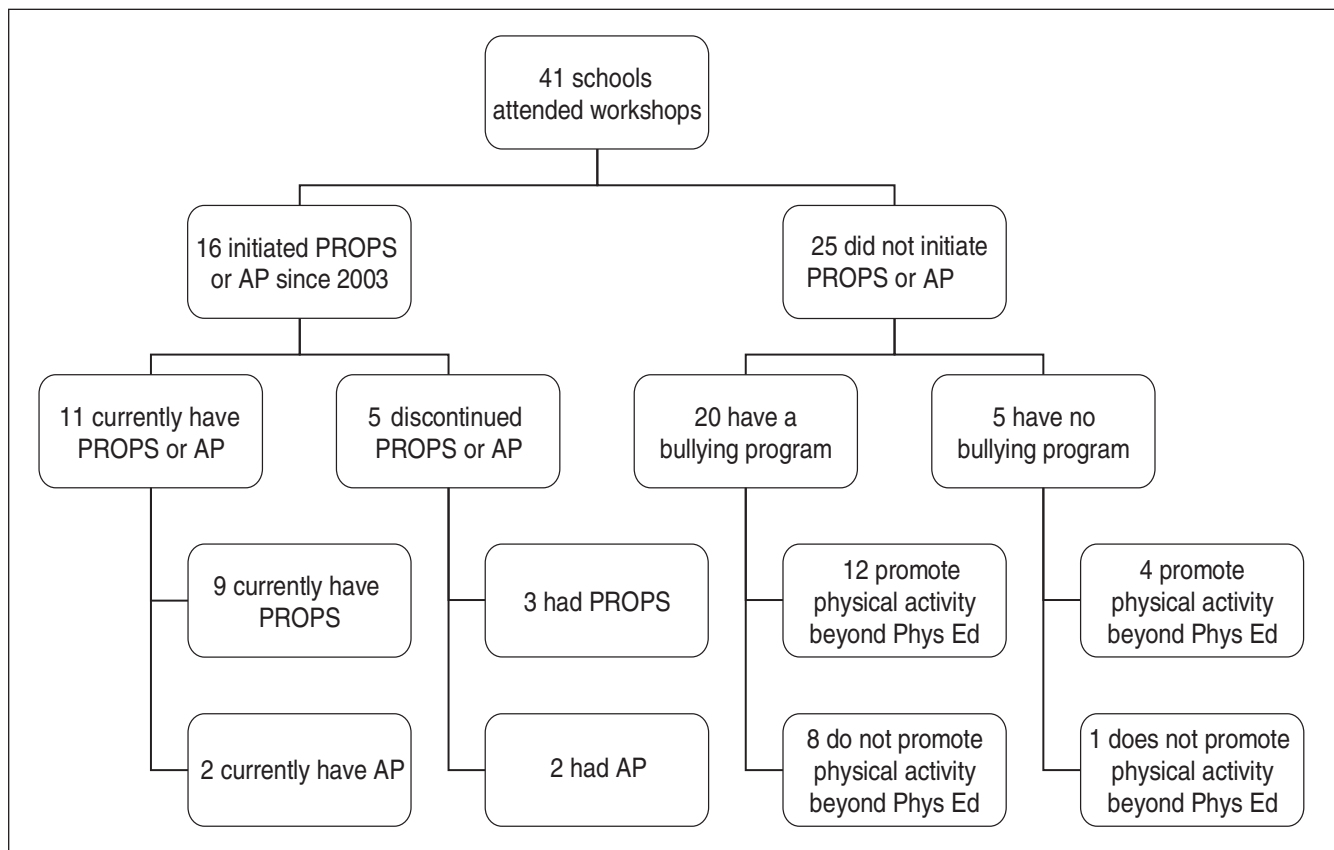 41 schools
attended workshops
16 initiated PROPS
or AP since 2003
25 did not initiate
PROPS or AP
11 currently have
PROPS or AP
5 discontinued
PROPS or AP
20 have a
bullying program
5 have no
bullying program
9 currently have
PROPS
3 had PROPS
12 promote
physical activity
beyond Phys Ed
4 promote
physical activity
beyond Phys Ed
2 currently have AP
2 had AP
8 do not promote
physical activity
beyond Phys Ed
1 does not promote
physical activity
beyond Phys Ed